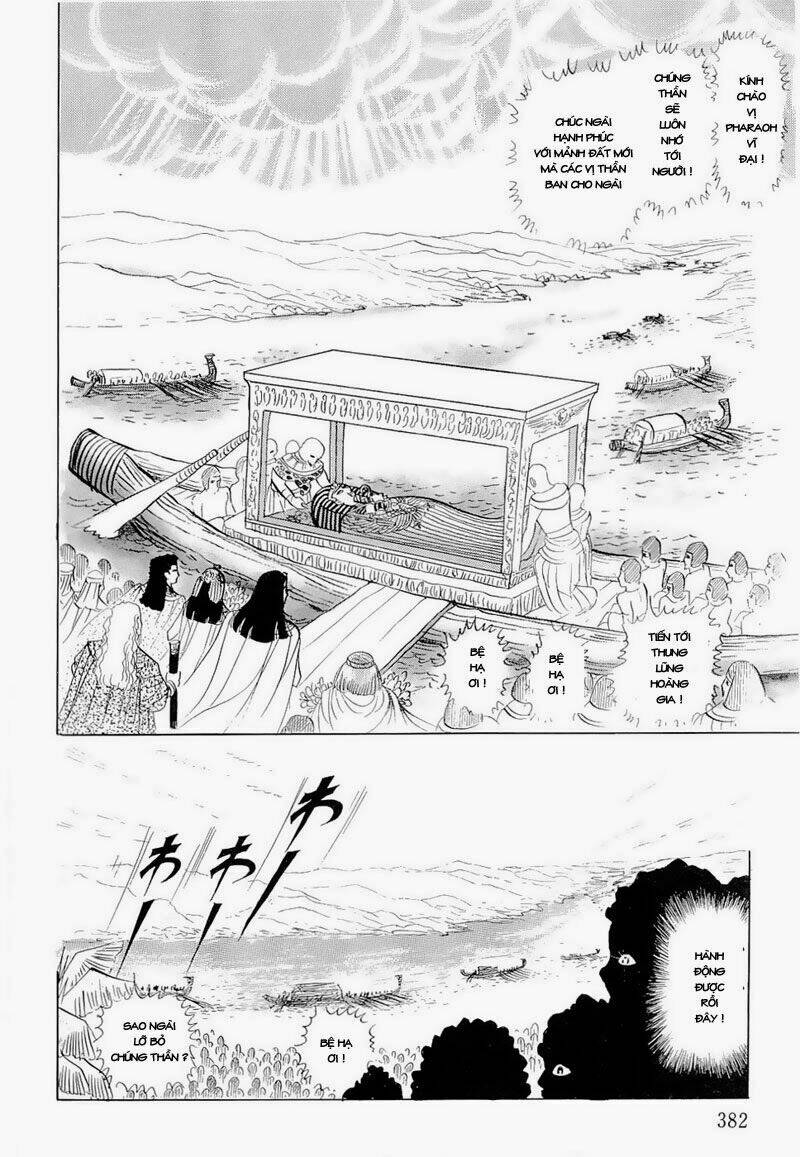 KÍNH
CHÀO
VỊ
PHARAOH
VĨ
ĐẠI !
CHÚNG
THẦN
SẼ
LUÔN
NHỚ
TỚI
NGƯỜI !
CHÚC NGÀI
HẠNH PHÚC
VỚI MẢNH ĐẤT MỚI
MÀ CÁC VỊ THẦN
BAN CHO NGÀI
TIẾN TỚI
THUNG
LŨNG
HOÀNG
GIA !
BỆ
HẠ
ƠI !
BỆ
HẠ
ƠI !
わー
わー
わー
HÀNH
ĐỘNG
ĐƯỢC
RỒI
ĐÂY !
BỆ HẠ
ƠI !
SAO NGÀI
LỠ BỎ
CHÚNG THẦN ?
382